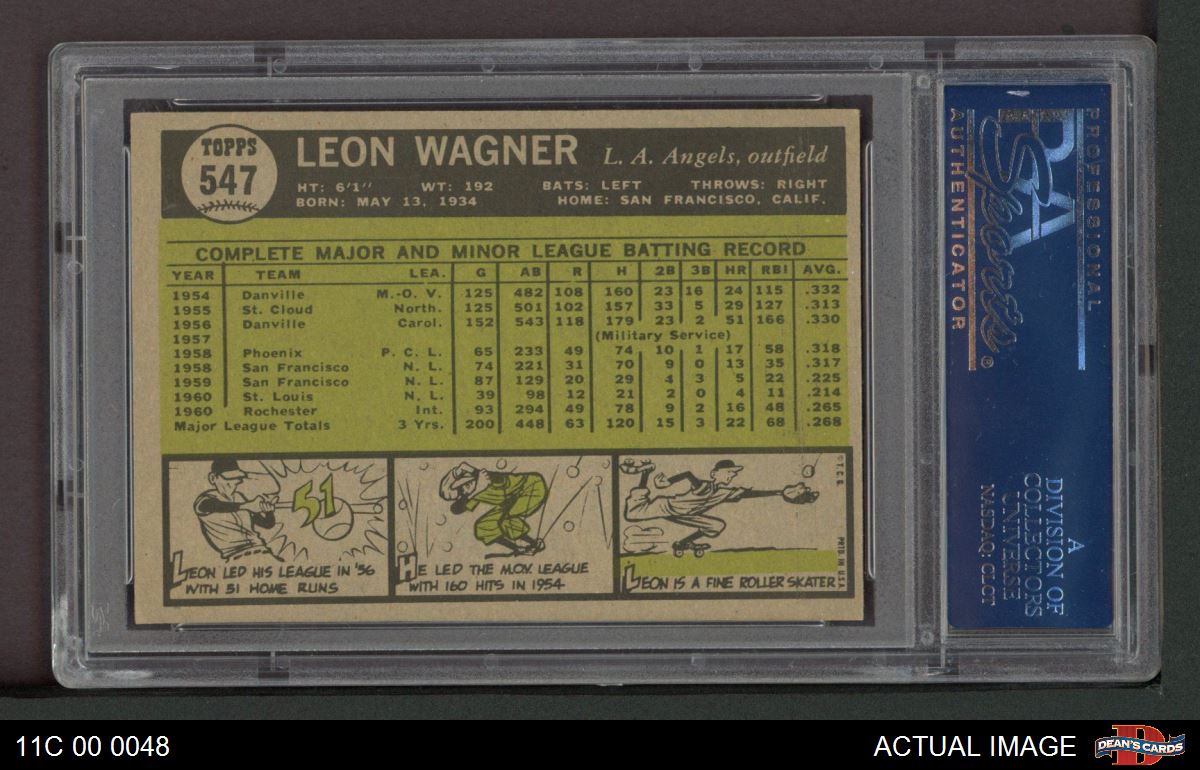 TOPPS
547
LEON WAGNER L. A. Angels, outfield
HT: 6'1'' WT: 192 BATS: LEFT THROWS: RIGHT
BORN: MAY 13, 1934 HOME: SAN FRANCISCO, CALIF.
COMPLETE MAJOR AND MINOR LEAGUE BATTING RECORD
YEAR TEAM LEA. G AB R H 2B 3B HR RBI AVG.
1954 Danville M.-O. V. 125 482 108 160 23 16 24 115 .332
1955 St. Cloud North. 125 501 102 157 33 5 29 127 .313
1956 Danville Carol. 152 543 118 179 23 2 51 166 .330
1957 (Military Service)
1958 Phoenix P. C. L. 65 233 49 74 10 1 17 58 .318
1958 San Francisco N. L. 74 221 31 70 9 0 13 35 .317
1959 San Francisco N. L. 87 129 20 29 4 3 5 22 .225
1960 St. Louis N. L. 39 98 12 21 2 0 4 11 .214
1960 Rochester Int. 93 294 49 78 9 2 16 48 .265
Major League Totals 3 Yrs. 200 448 63 120 15 3 22 68 .268
51
LEON LED HIS LEAGUE IN '56
WITH 51 HOME RUNS
HE LED THE M.O.V. LEAGUE
WITH 160 HITS IN 1954
LEON IS A FINE ROLLER SKATER
© T.C.G.
PRTD. IN U.S.A.
PROFESSIONAL
PSA
Sports®
AUTHENTICATOR
A
DIVISION OF
COLLECTORS
UNIVERSE
NASDAQ: CLCT
11C 00 0048
ACTUAL IMAGE
D
DEAN'S CARDS